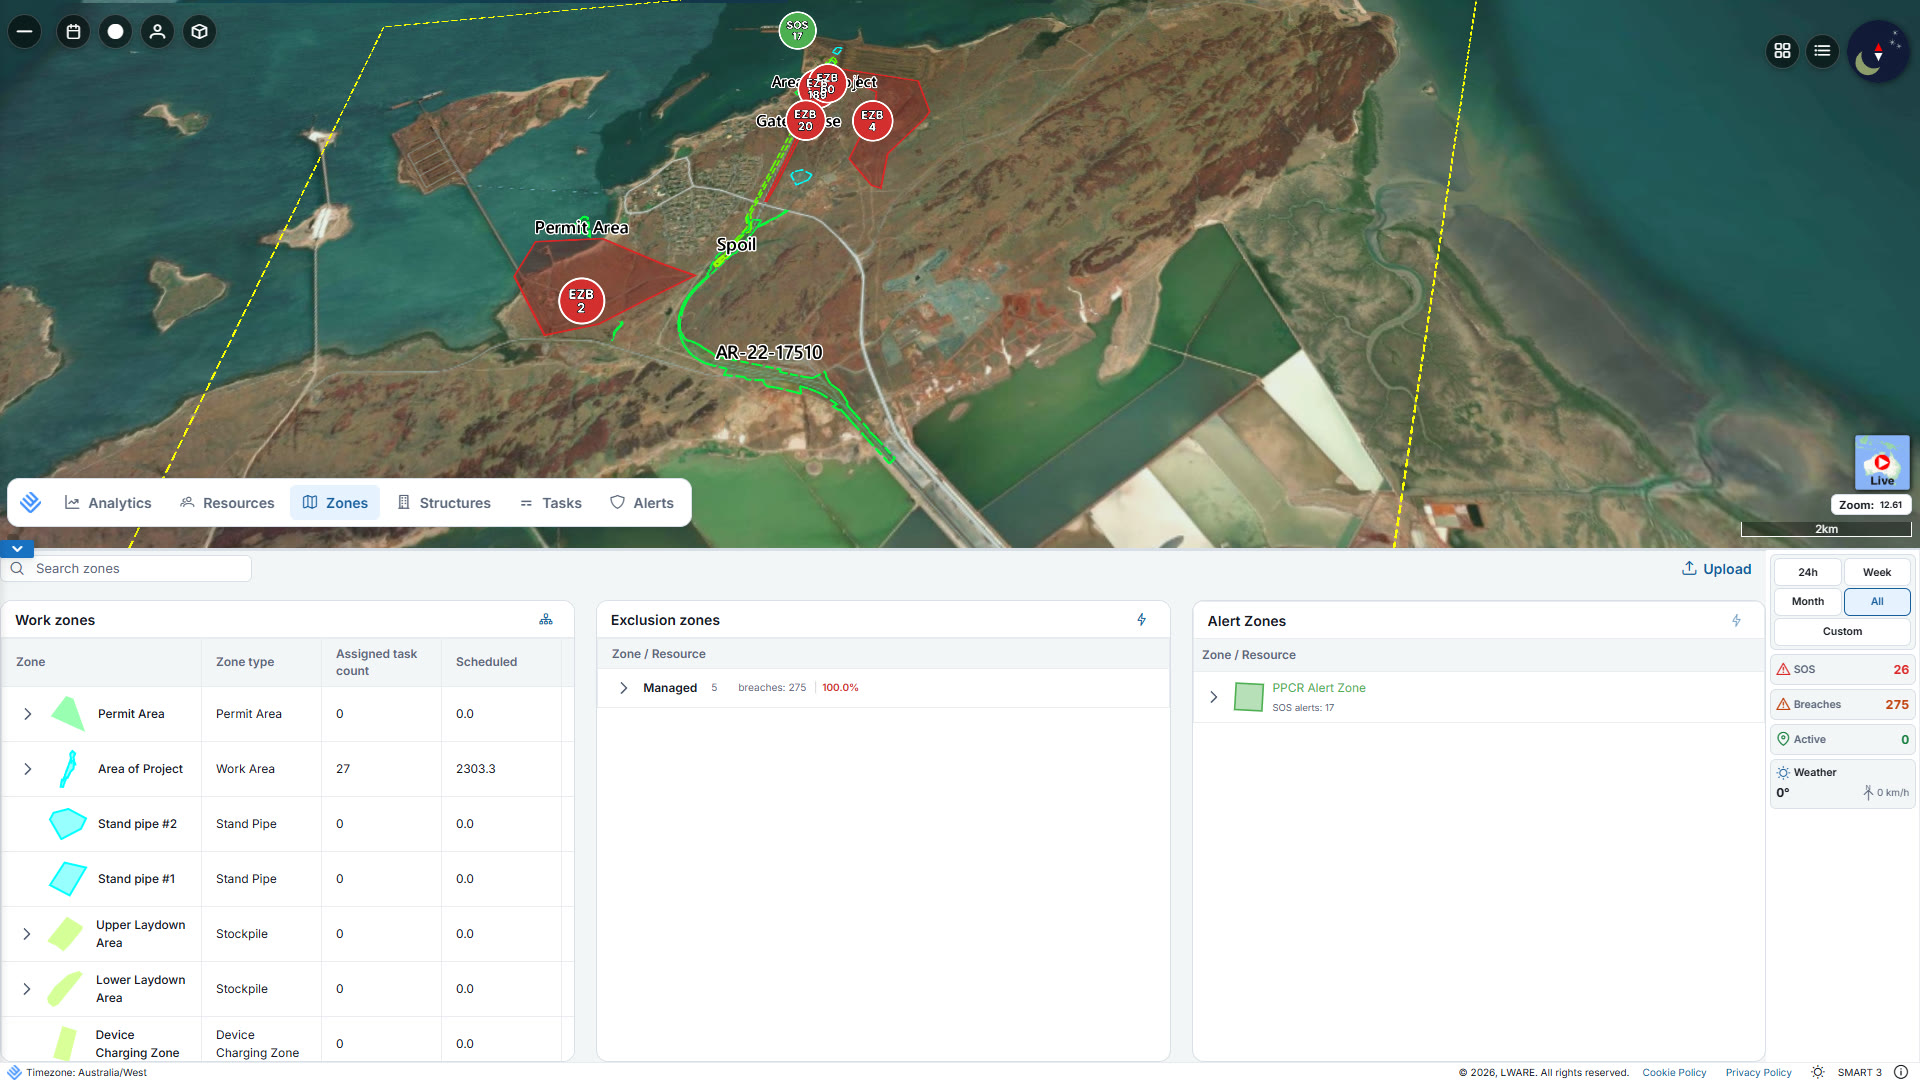 SOS
17
EZB
189
EZB
20
EZB
4
Permit Area
Spoil
EZB
2
AR-22-17510
Live
Zoom: 12.61
2km
Analytics
Resources
Zones
Structures
Tasks
Alerts
Search zones
Upload
Work zones
Zone
Zone type
Assigned task count
Scheduled
Permit Area
Permit Area
0
0.0
Area of Project
Work Area
27
2303.3
Stand pipe #2
Stand Pipe
0
0.0
Stand pipe #1
Stand Pipe
0
0.0
Upper Laydown Area
Stockpile
0
0.0
Lower Laydown Area
Stockpile
0
0.0
Device Charging Zone
Device Charging Zone
0
0.0
Exclusion zones
Zone / Resource
Managed 5 breaches: 275 100.0%
Alert Zones
Zone / Resource
PPCR Alert Zone
SOS alerts: 17
24h
Week
Month
All
Custom
SOS 26
Breaches 275
Active 0
Weather
0° 0 km/h
Timezone: Australia/West
© 2026, LWARE. All rights reserved.
Cookie Policy
Privacy Policy
SMART 3